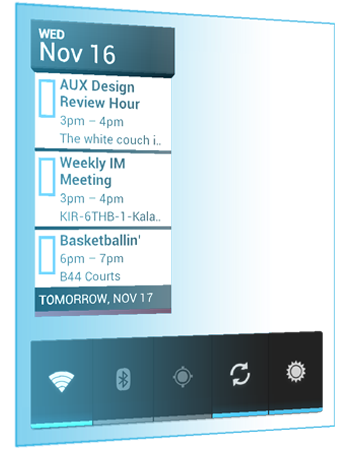 WED
Nov 16
AUX Design
Review Hour
3pm – 4pm
The white couch i..
Weekly IM
Meeting
3pm – 4pm
KIR-6THB-1-Kala..
Basketballin'
6pm – 7pm
B44 Courts
TOMORROW, NOV 17